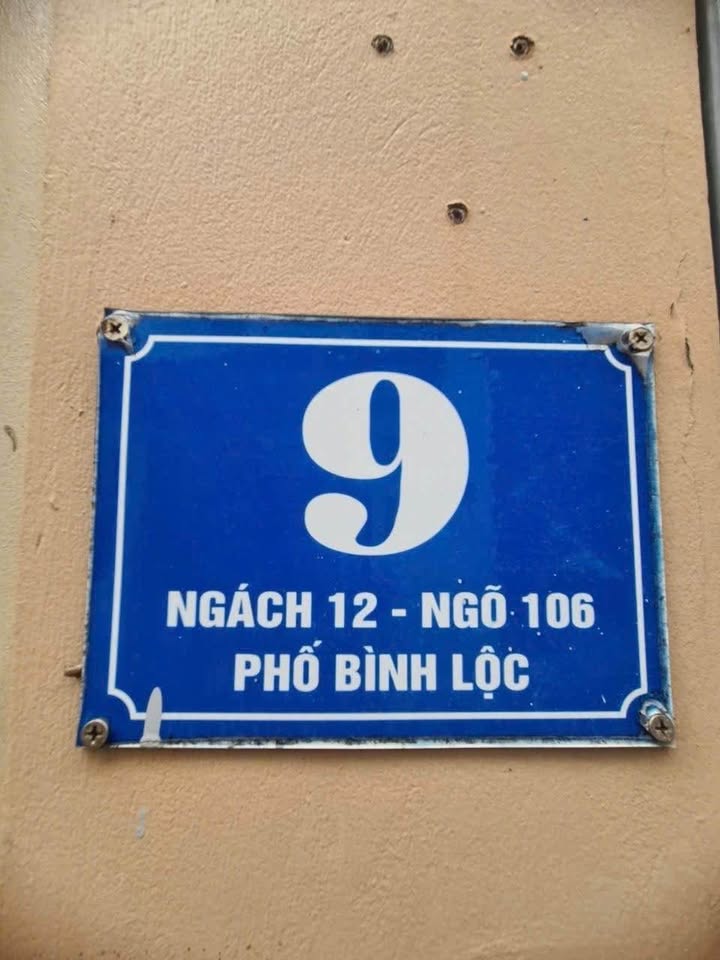 9
NGÁCH 12 - NGÕ 106
PHỐ BÌNH LỘC